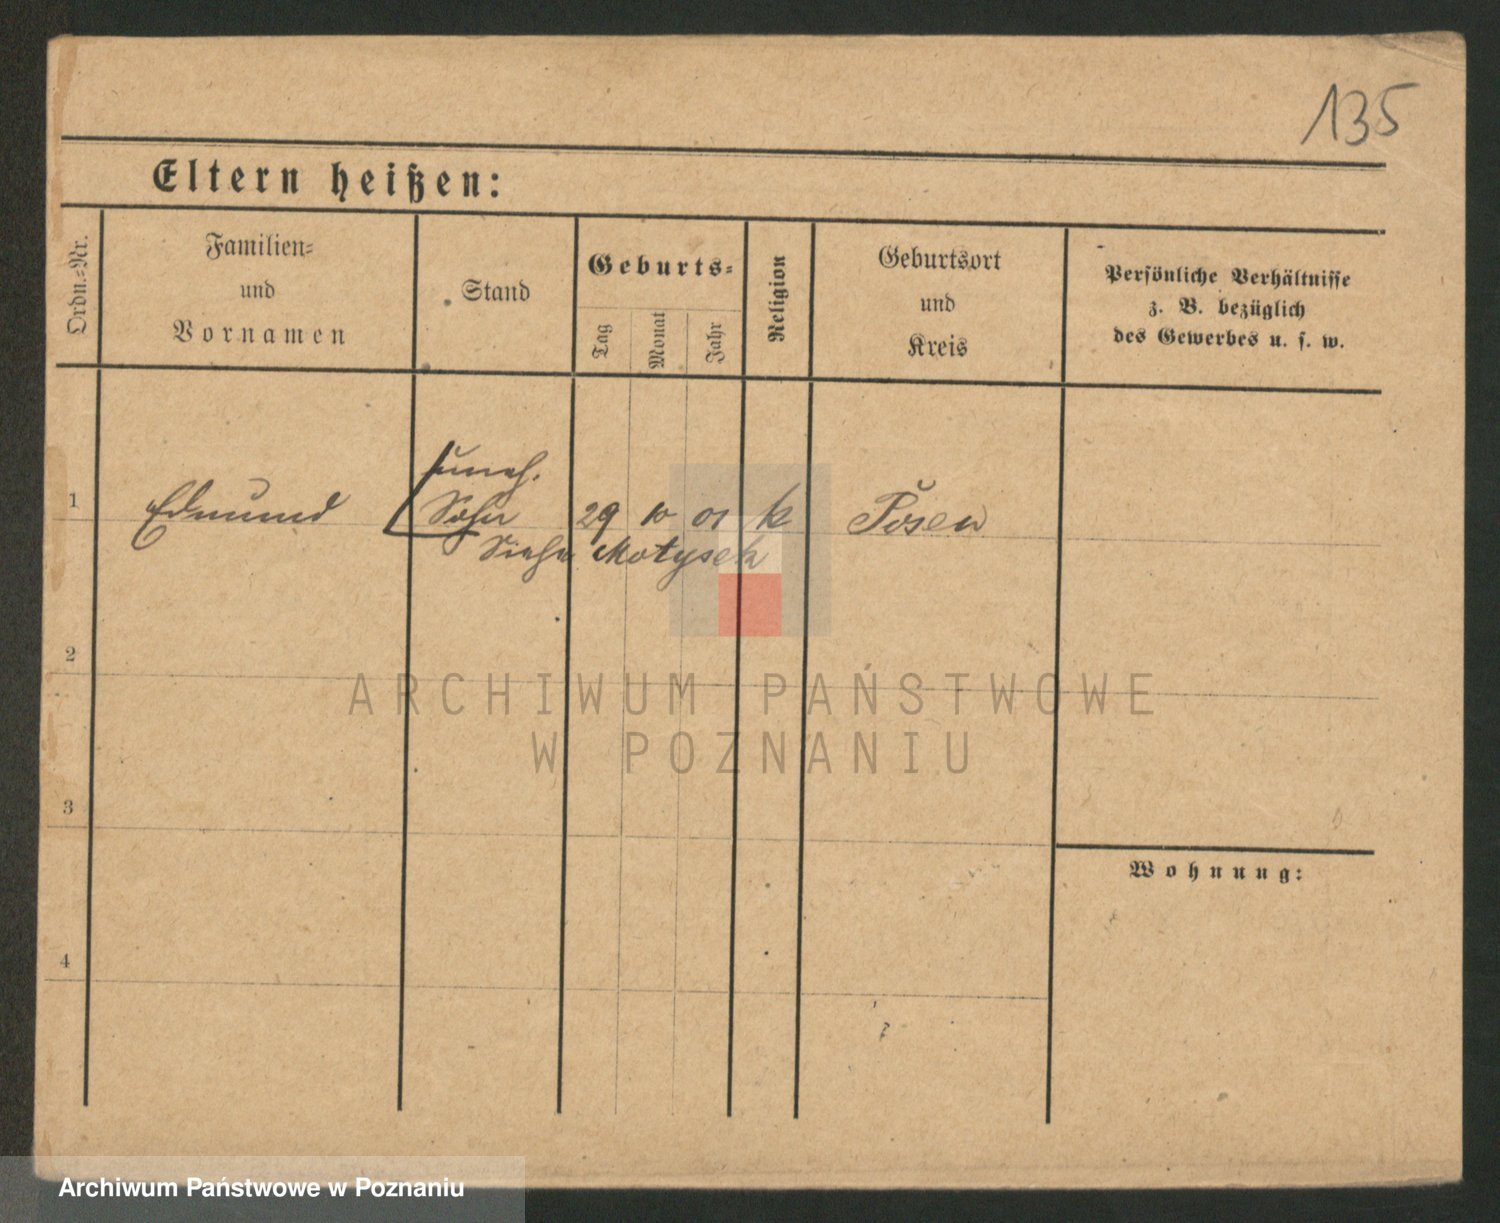 135
Eltern heißen:
Ordn.-Nr.
Familien-
und
Vornamen
Stand
Geburts-
Tag
Monat
Jahr
Religion
Geburtsort
und
Kreis
Persönliche Verhältnisse
z. B. bezüglich
des Gewerbes u. s. w.
uneh.
1 Edmund Sohn 29 10 01 k Posen
Siehe Motysek
2
ARCHIWUM PAŃSTWOWE
W POZNANIU
3
Wohnung:
4
Archiwum Państwowe w Poznaniu